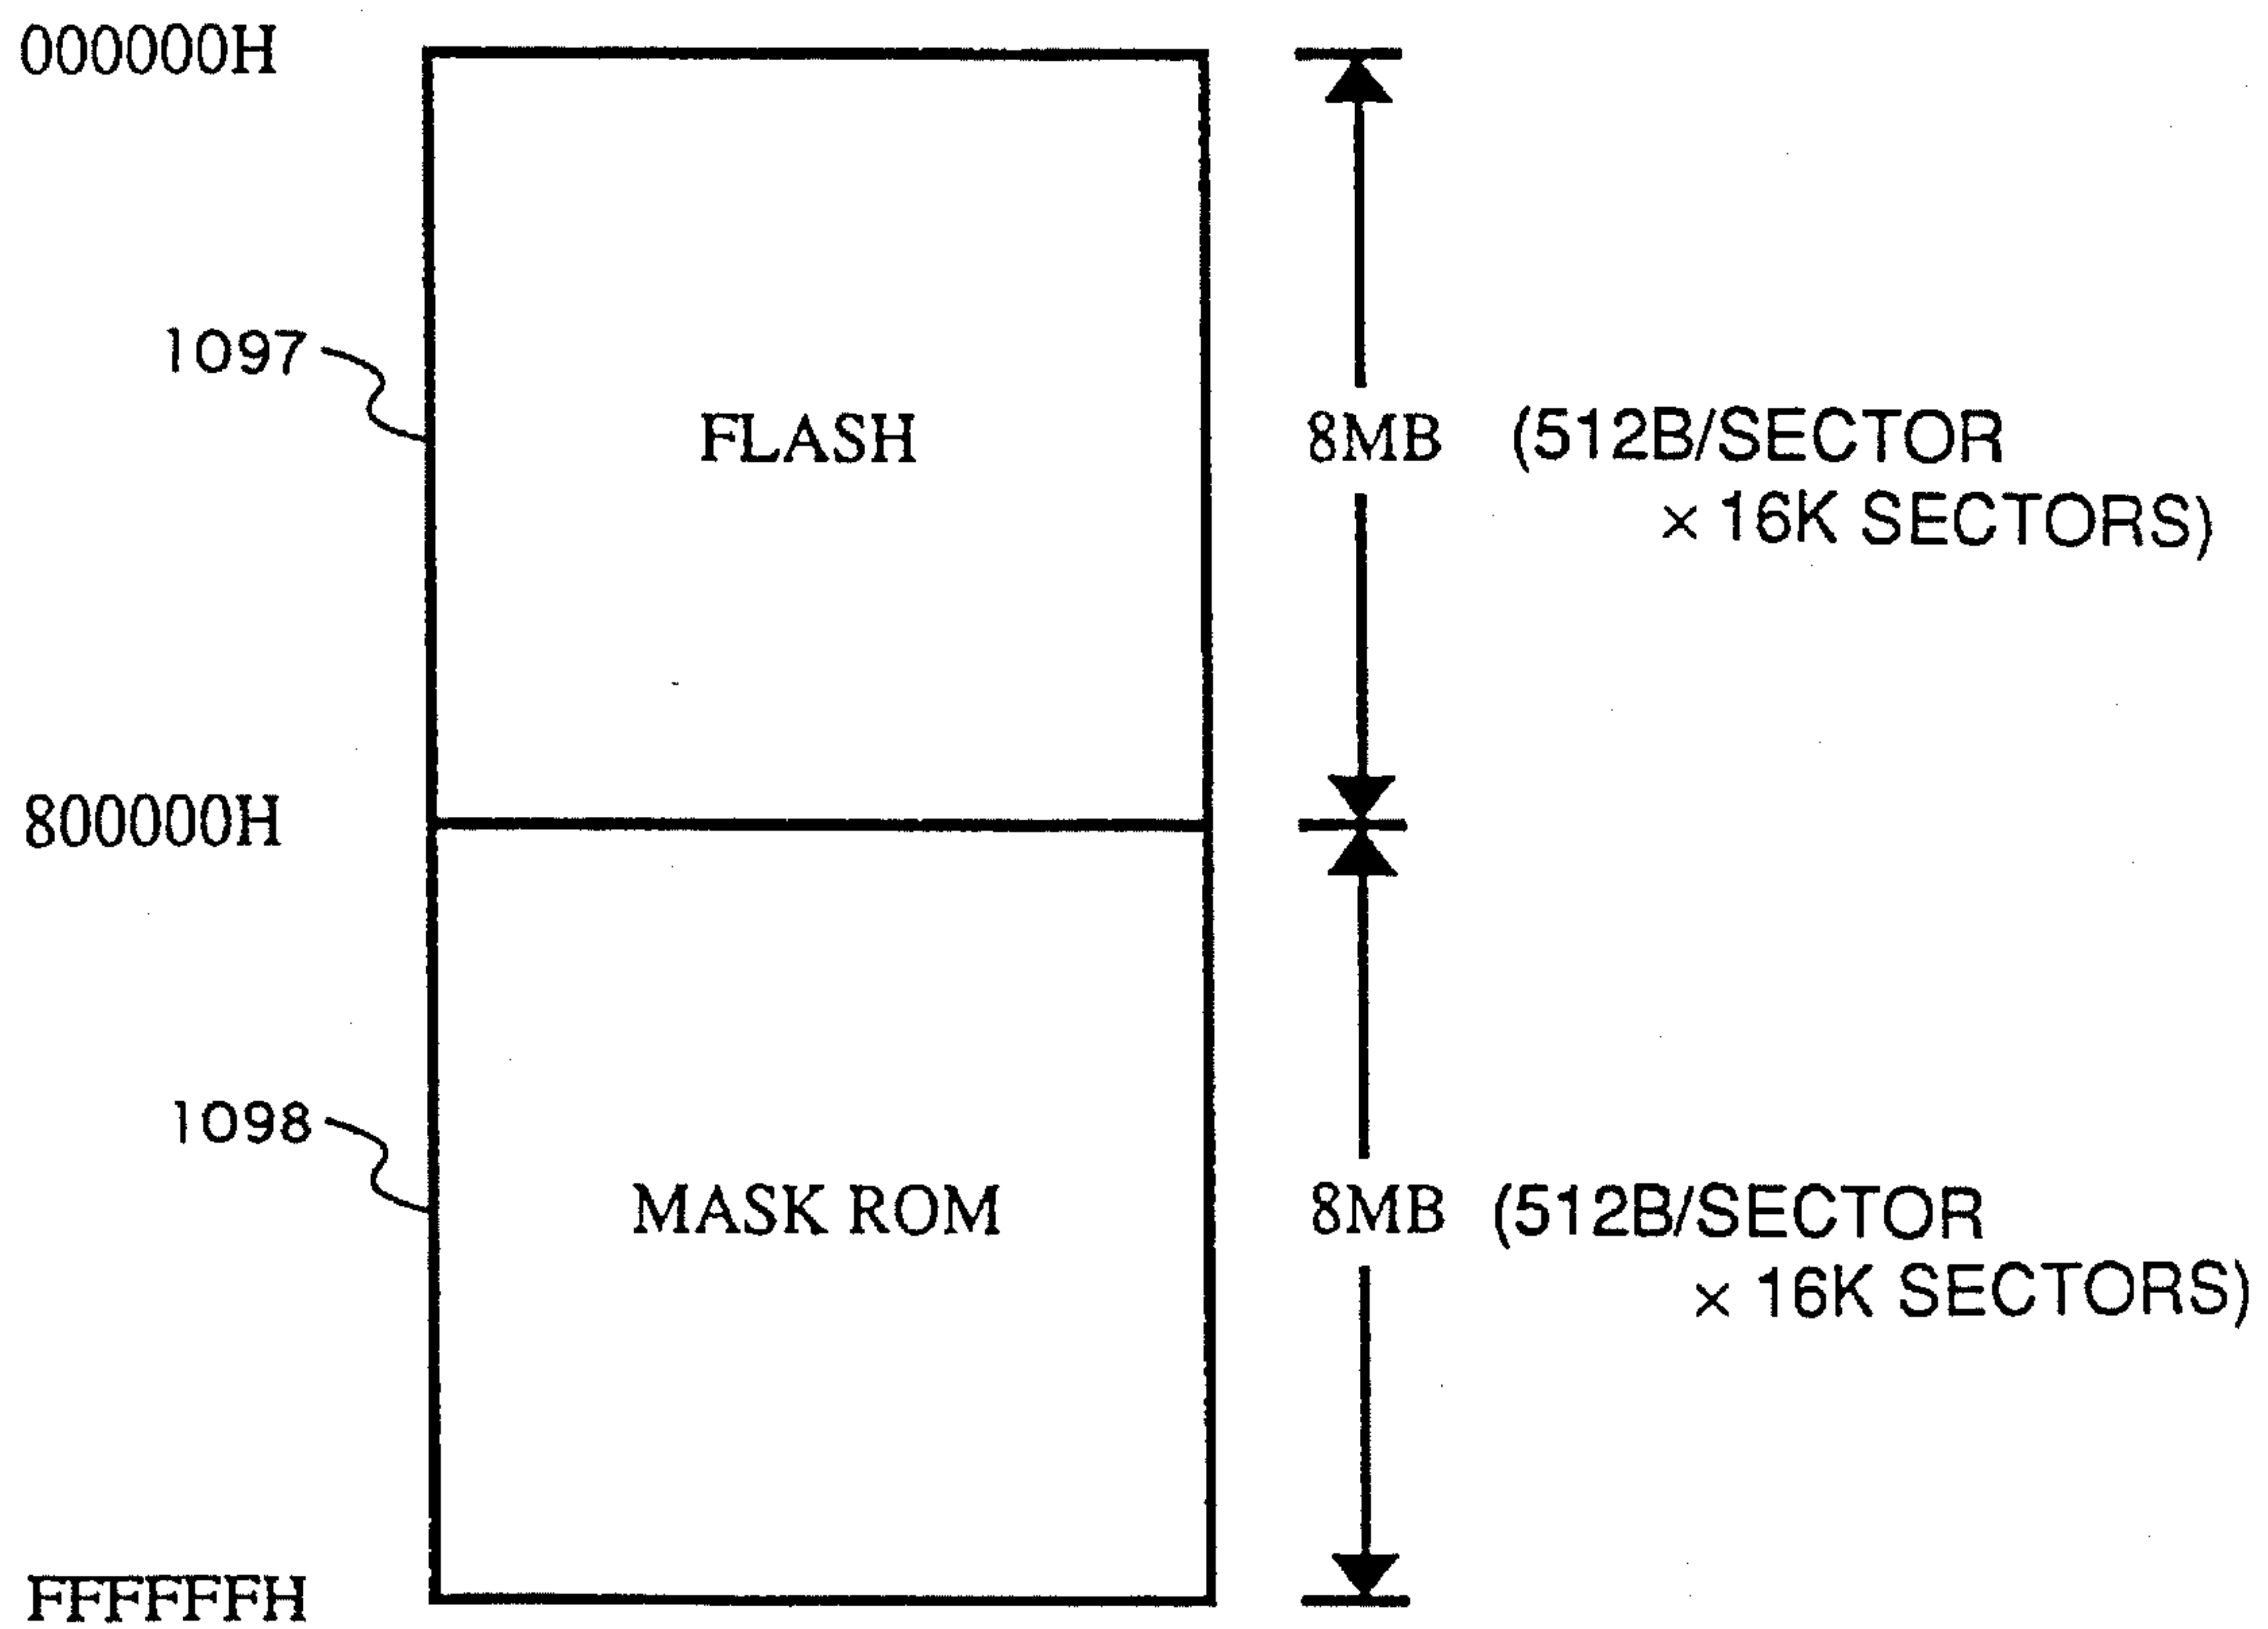 000000H
1097
FLASH
8MB (512B/SECTOR
× 16K SECTORS)
800000H
1098
MASK ROM
8MB (512B/SECTOR
× 16K SECTORS)
FFFFFFH